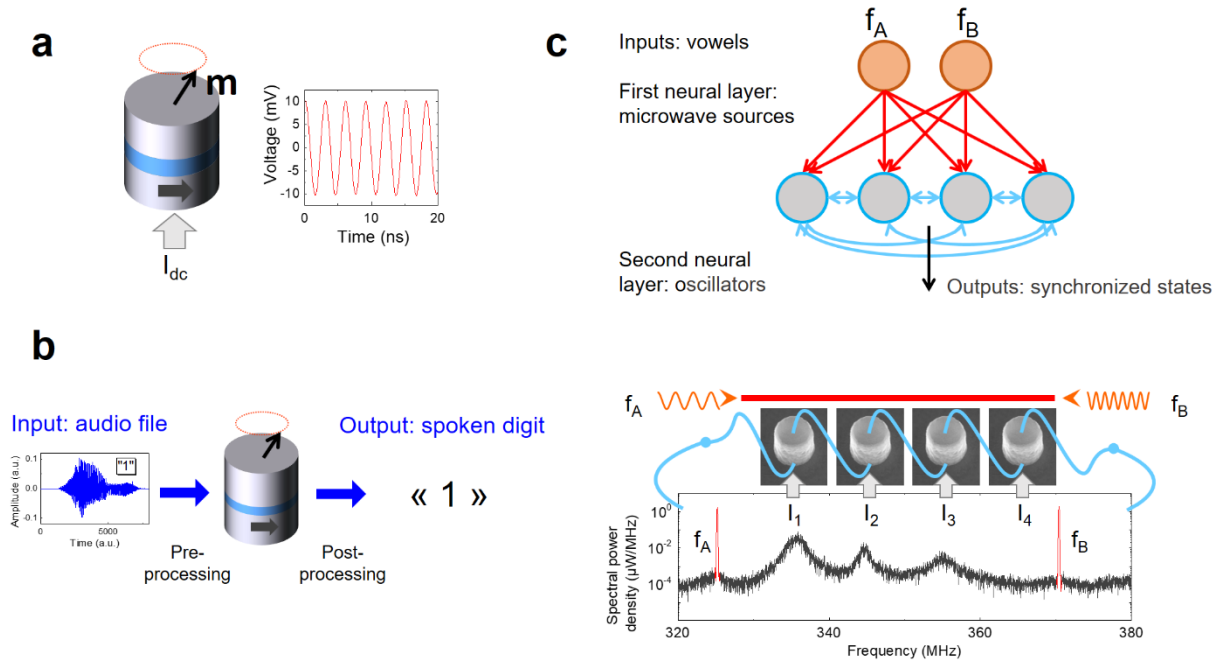 a
m
I_dc
Voltage (mV)
10
5
0
-5
-10
0
10
20
Time (ns)
b
Input: audio file
Output: spoken digit
Amplitude (a.u.)
0.1
0.0
-0.1
"1"
0
5000
Time (a.u.)
Pre-
processing
Post-
processing
« 1 »
c
Inputs: vowels
f_A
f_B
First neural layer:
microwave sources
Second neural
layer: oscillators
Outputs: synchronized states
f_A
f_B
I_1
I_2
I_3
I_4
f_A
f_B
Spectral power
density (µW/MHz)
10^0
10^-2
10^-4
320
340
360
380
Frequency (MHz)